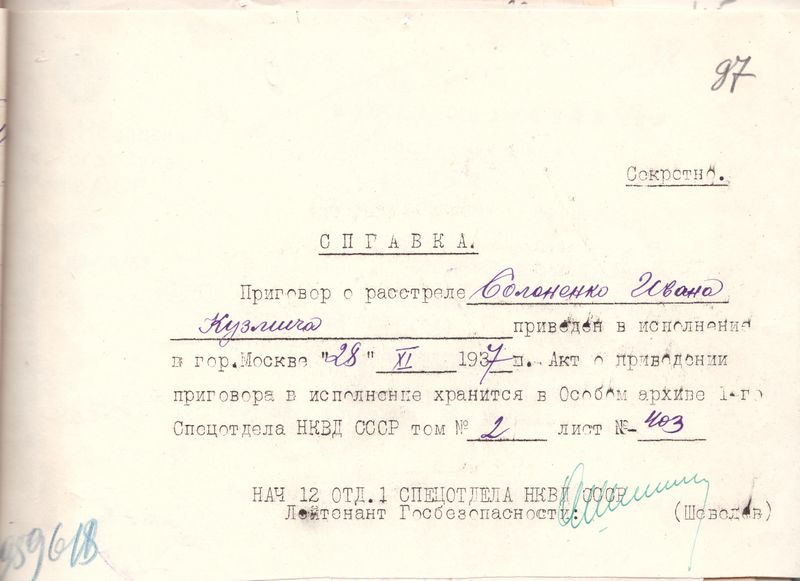 97
Секретно.
СПРАВКА.
Приговор о расстреле Солоненко Ивана
Кузмича приведен в исполнение
в гор.Москве "28" XI 1937 г. Акт о приведении
приговора в исполнение хранится в Особом архиве 1-го
Спецотдела НКВД СССР том № 2 лист № 403
НАЧ 12 ОТД.1 СПЕЦОТДЕЛА НКВД СССР
Лейтенант Госбезопасности: (Шевелев)
959618